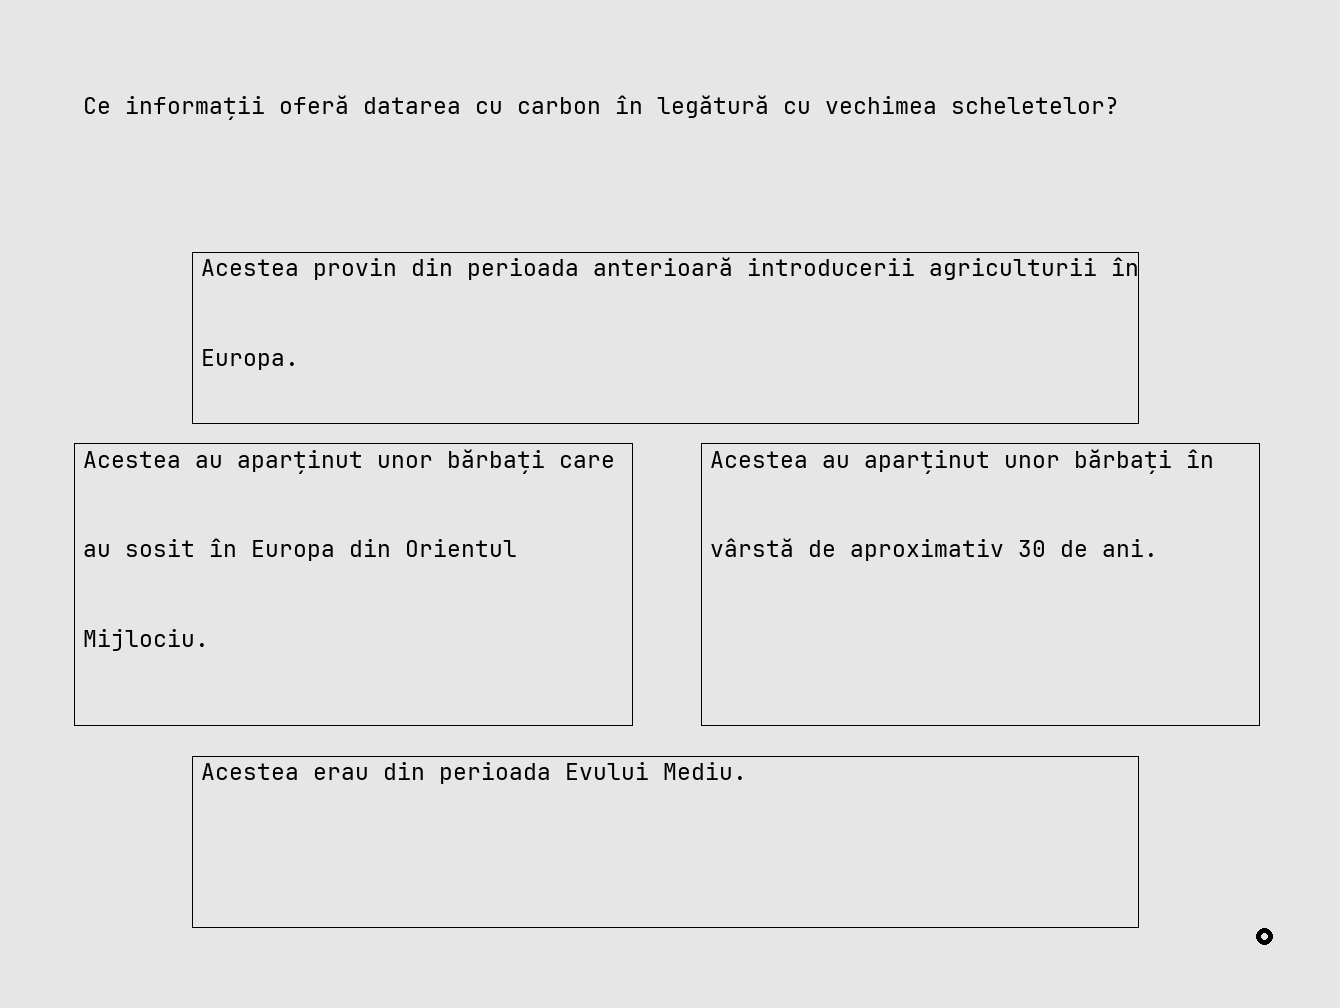 Ce informații oferă datarea cu carbon în legătură cu vechimea scheletelor?
Acestea provin din perioada anterioară introducerii agriculturii în
Europa.
Acestea au aparținut unor bărbați care
au sosit în Europa din Orientul
Mijlociu.
Acestea au aparținut unor bărbați în
vârstă de aproximativ 30 de ani.
Acestea erau din perioada Evului Mediu.